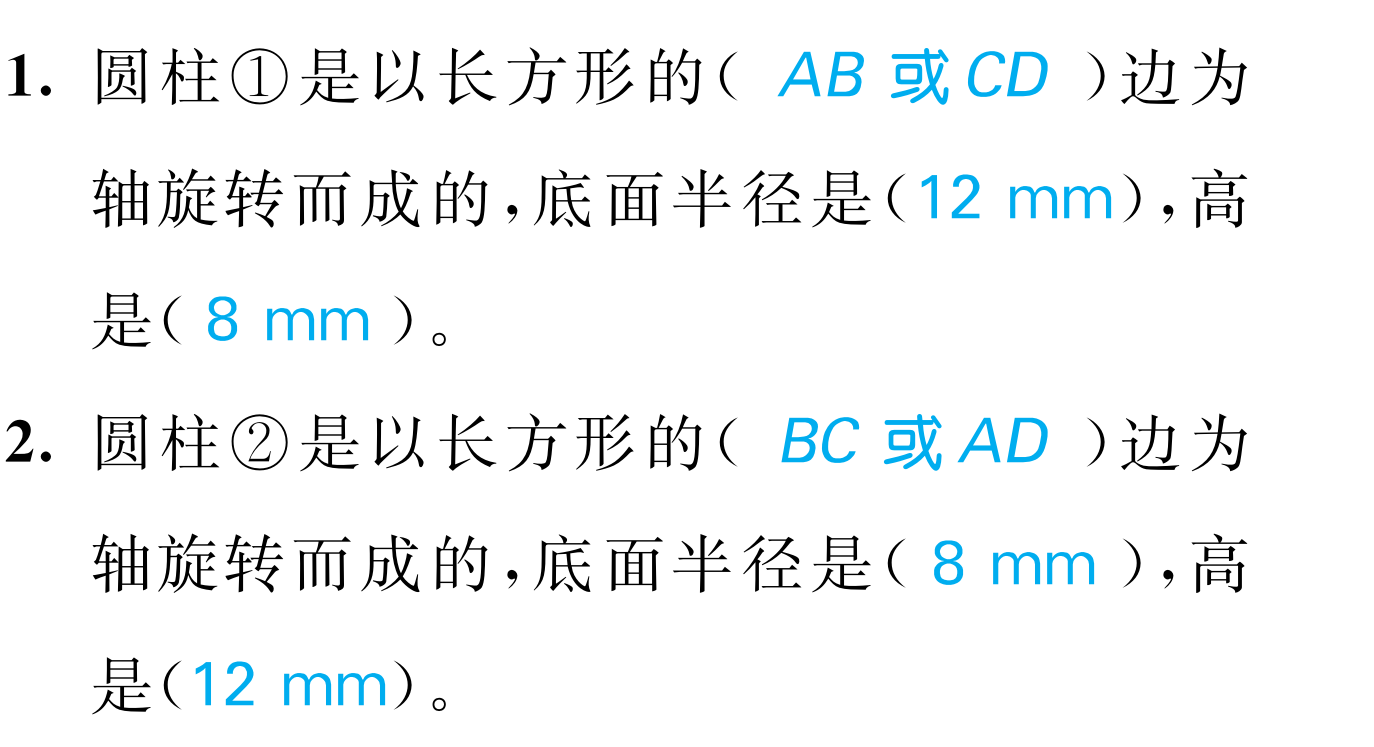 1. 圆柱①是以长方形的( AB 或 CD )边为
轴旋转而成的,底面半径是(12 mm),高
是( 8 mm )。
2. 圆柱②是以长方形的( BC 或 AD )边为
轴旋转而成的,底面半径是( 8 mm ),高
是(12 mm)。